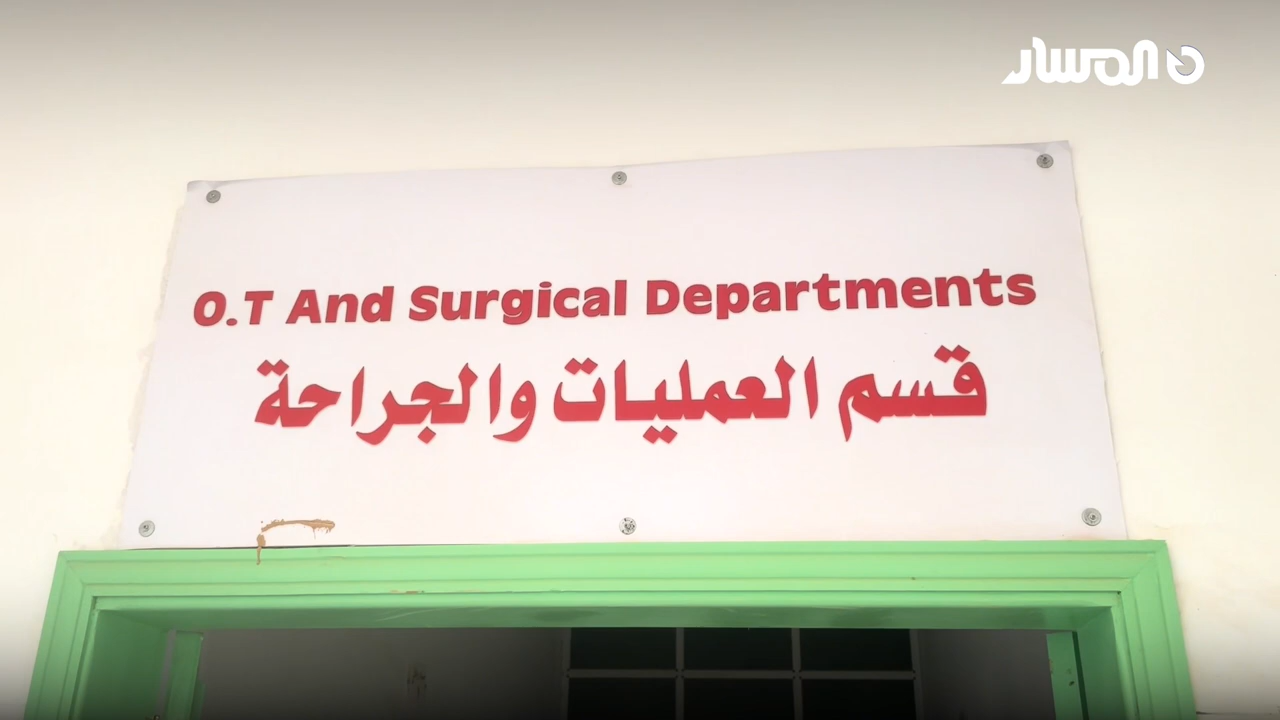 المسار
O.T And Surgical Departments
قسم العمليات والجراحة